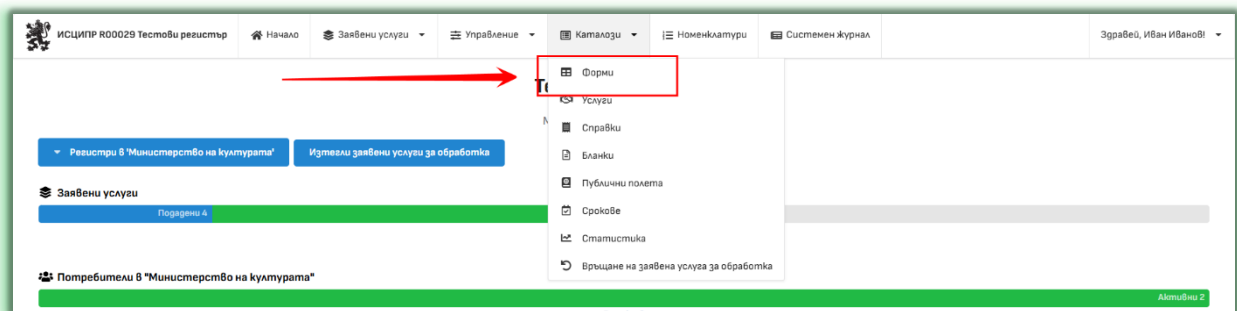 ИСЦИПР R00029 Тестови регистър Начало Заявени услуги Управление Каталози Номенклатури Системен журнал Здравей, Иван Иванов!
Форми
Те
Услуги
М
Справки
Регистри в 'Министерство на културата' Изтегли заявени услуги за обработка
Бланки
Публични полета
Заявени услуги
Подадени 4
Срокове
Статистика
Връщане на заявена услуга за обработка
Потребители в "Министерство на културата"
Активни 2